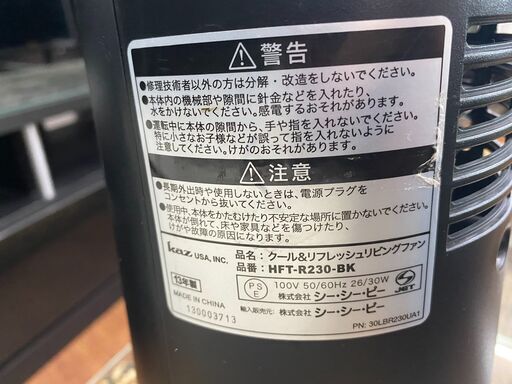 警告
●修理技術者以外の方は分解・改造をしないでください。
●本体内の機械部や隙間に針金などを入れたり、
水をかけないでください。感電するおそれがあります。
●運転中に本体の隙間から、手や指を入れないでください。
特に小さなお子様などが誤って指を入れないように
注意してください。けがのおそれがあります。
注意
●長期外出時や使用しないときは、電源プラグを
コンセントから抜いてください。
●使用中、本体をかたむけたり不安定な場所に置かないでください。
本体が倒れて、床や家具などを傷つけたり、
けがや故障の原因になります。
Kaz USA, INC.
品名：クール&リフレッシュリビングファン
品番：HFT-R230-BK
13年製
MADE IN CHINA
130003713
PS
E
100V 50/60Hz 26/30W
株式会社 シー・シー・ピー
JET
輸入販売元：株式会社 シー・シー・ピー
PN: 30LBR230UA1